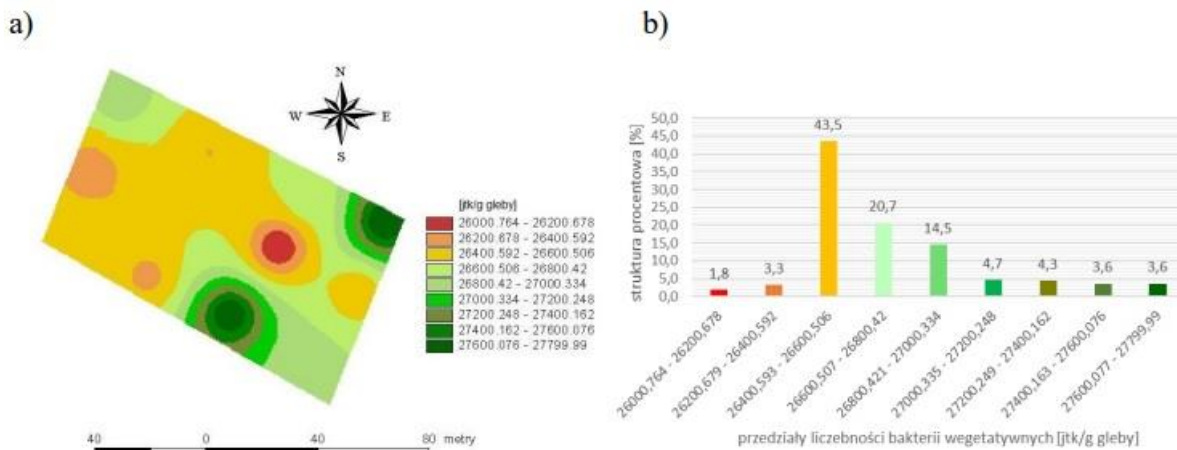 a)
N
W E
S
[jtk/g gleby]
26000.764 - 26200.678
26200.678 - 26400.592
26400.592 - 26600.506
26600.506 - 26800.42
26800.42 - 27000.334
27000.334 - 27200.248
27200.248 - 27400.162
27400.162 - 27600.076
27600.076 - 27799.99
40 0 40 80 metry
b)
struktura procentowa [%]
50,0
45,0
40,0
35,0
30,0
25,0
20,0
15,0
10,0
5,0
0,0
1,8
3,3
43,5
20,7
14,5
4,7
4,3
3,6
3,6
26000,764 - 26200,678
26200,679 - 26400,592
26400,593 - 26600,506
26600,507 - 26800,42
26800,421 - 27000,334
27000,335 - 27200,248
27200,249 - 27400,162
27400,163 - 27600,076
27600,077 - 27799,99
przedziały liczebności bakterii wegetatywnych [jtk/g gleby]